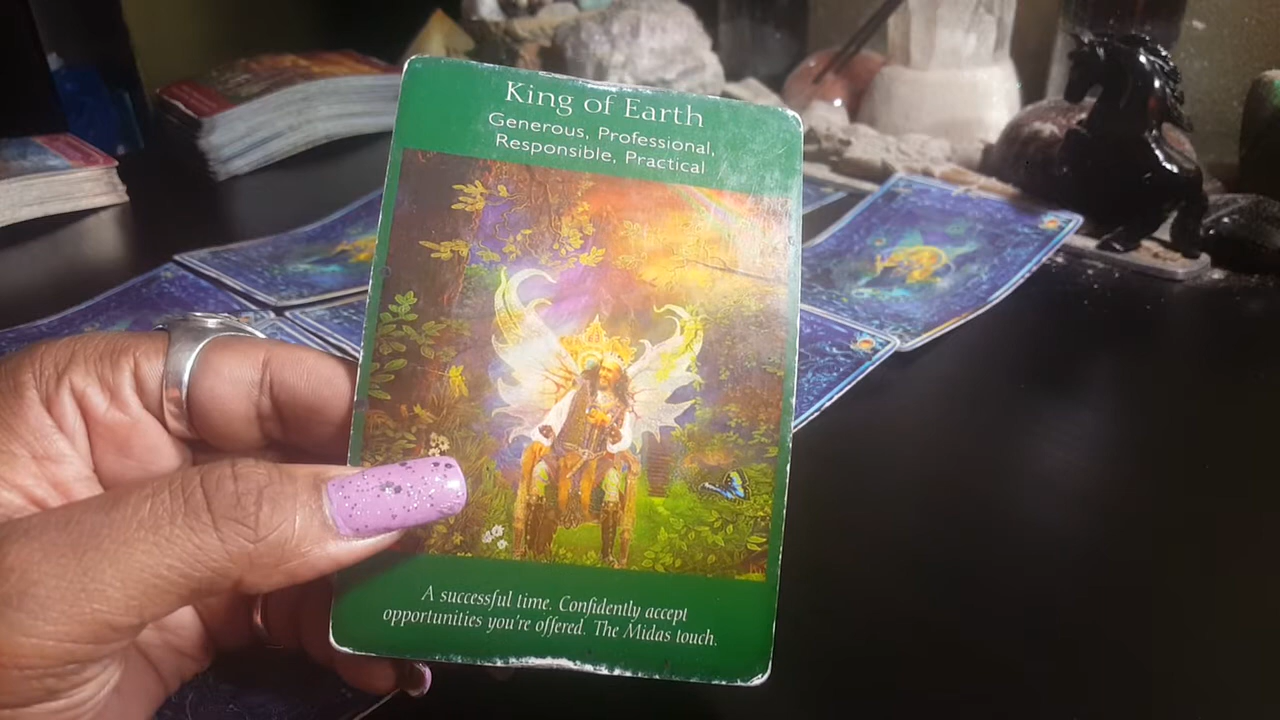 King of Earth
Generous, Professional,
Responsible, Practical
A successful time. Confidently accept
opportunities you're offered. The Midas touch.